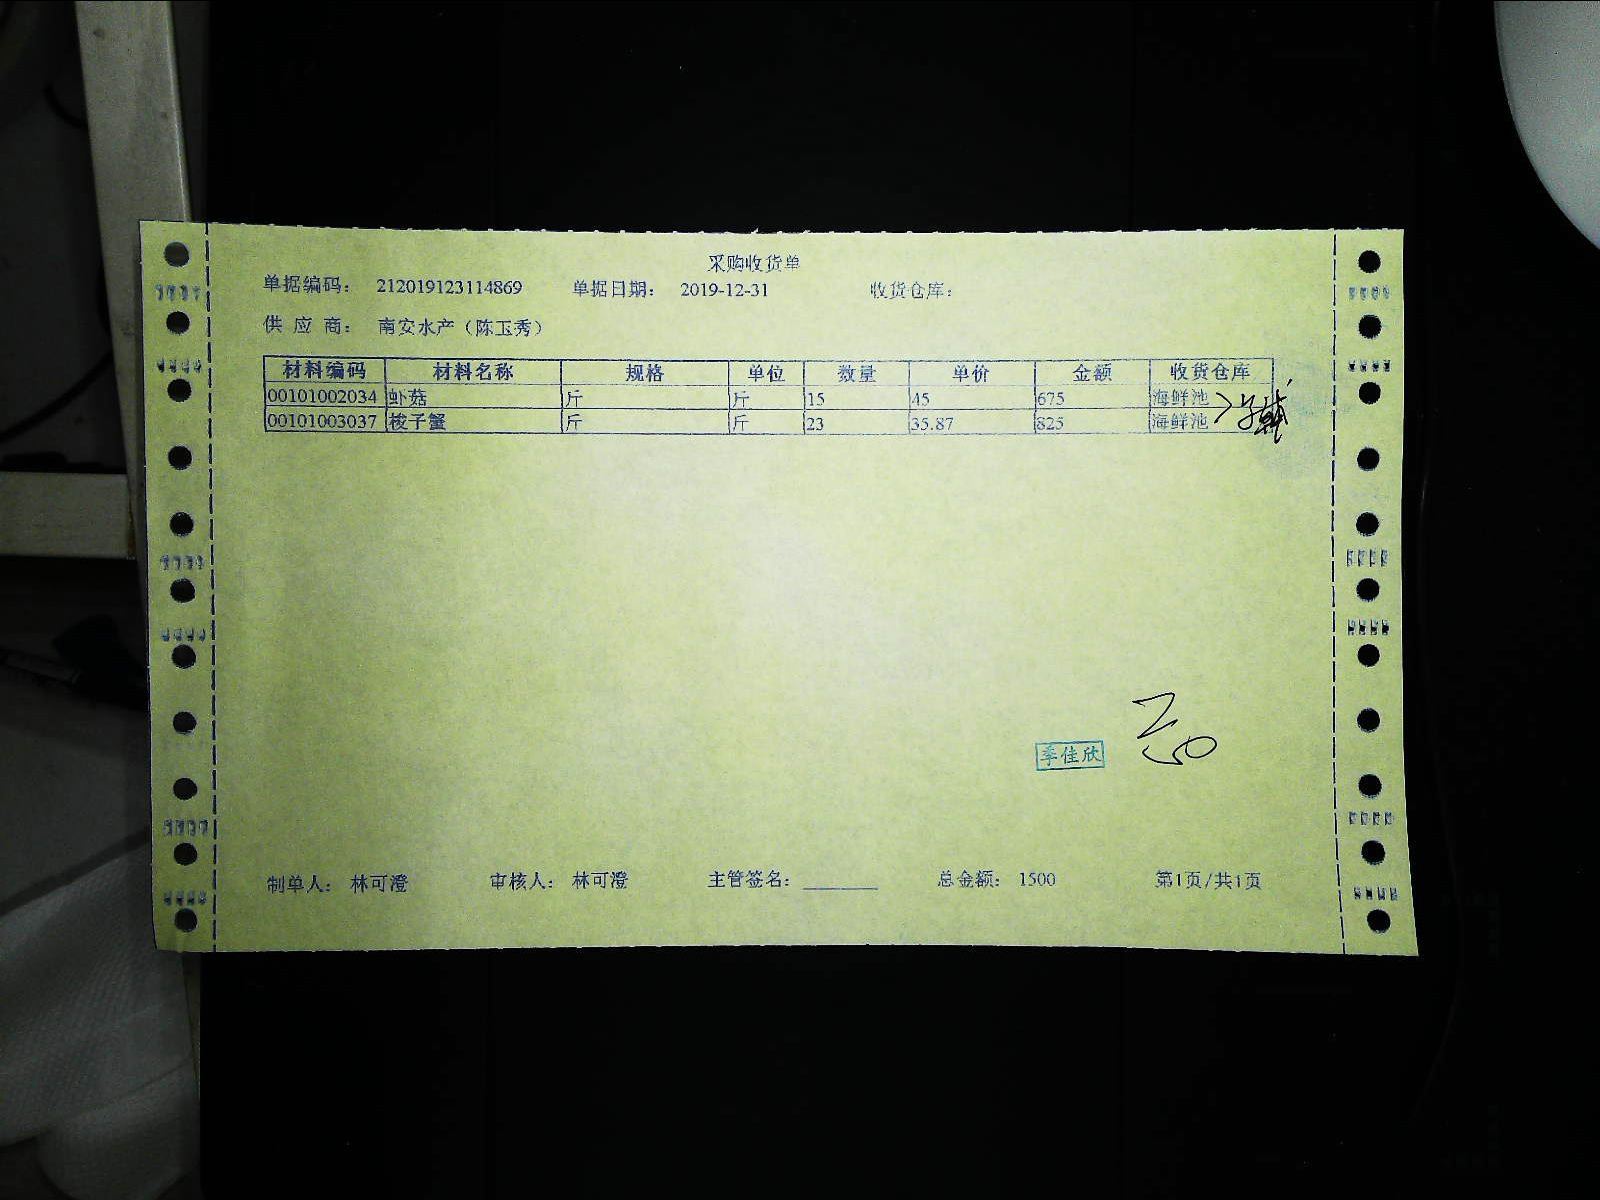 采购收货单
单据编码: 212019123114869 单据日期: 2019-12-31 收货仓库:
供 应 商: 南安水产（陈玉秀）
材料编码 材料名称 规格 单位 数量 单价 金额 收货仓库
00101002034 虾菇 斤 斤 15 45 675 海鲜池
00101003037 梭子蟹 斤 斤 23 35.87 825 海鲜池
季佳欣
制单人: 林可澄 审核人: 林可澄 主管签名: 总金额: 1500 第1页/共1页